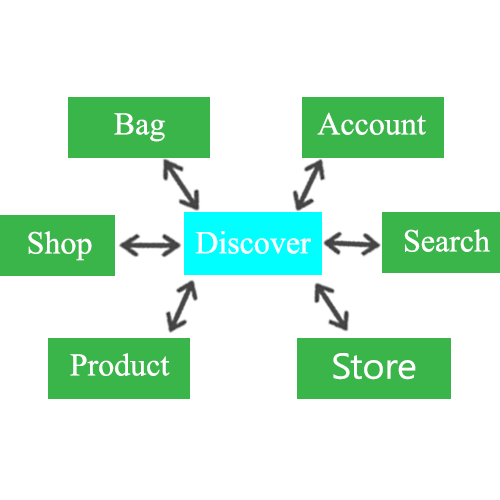 Bag
Account
Shop
Discover
Search
Product
Store